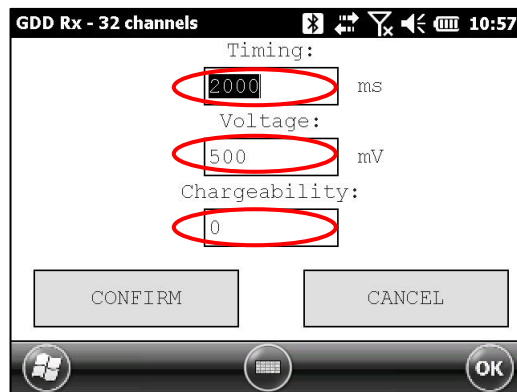 GDD Rx - 32 channels 10:57
Timing:
2000 ms
Voltage:
500 mV
Chargeability:
0
CONFIRM CANCEL
OK